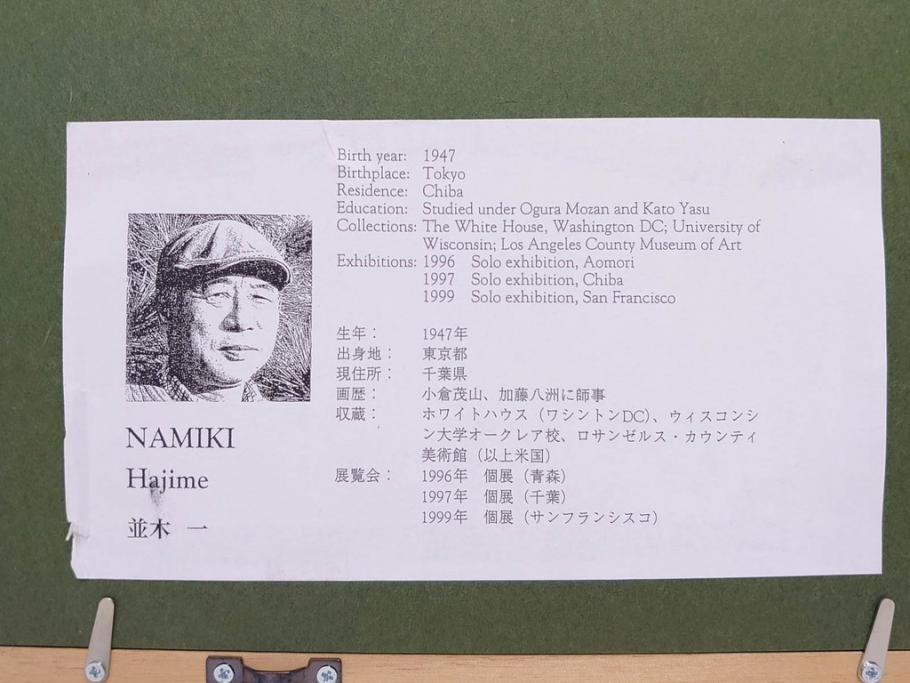 Birth year: 1947
Birthplace: Tokyo
Residence: Chiba
Education: Studied under Ogura Mozan and Kato Yasu
Collections: The White House, Washington DC; University of
Wisconsin; Los Angeles County Museum of Art
Exhibitions: 1996 Solo exhibition, Aomori
1997 Solo exhibition, Chiba
1999 Solo exhibition, San Francisco
生年： 1947年
出身地： 東京都
現住所： 千葉県
画歴： 小倉茂山、加藤八洲に師事
収蔵： ホワイトハウス（ワシントンDC）、ウィスコンシ
ン大学オークレア校、ロサンゼルス・カウンティ
美術館（以上米国）
展覧会： 1996年 個展（青森）
1997年 個展（千葉）
1999年 個展（サンフランシスコ）
NAMIKI
Hajime
並木 一